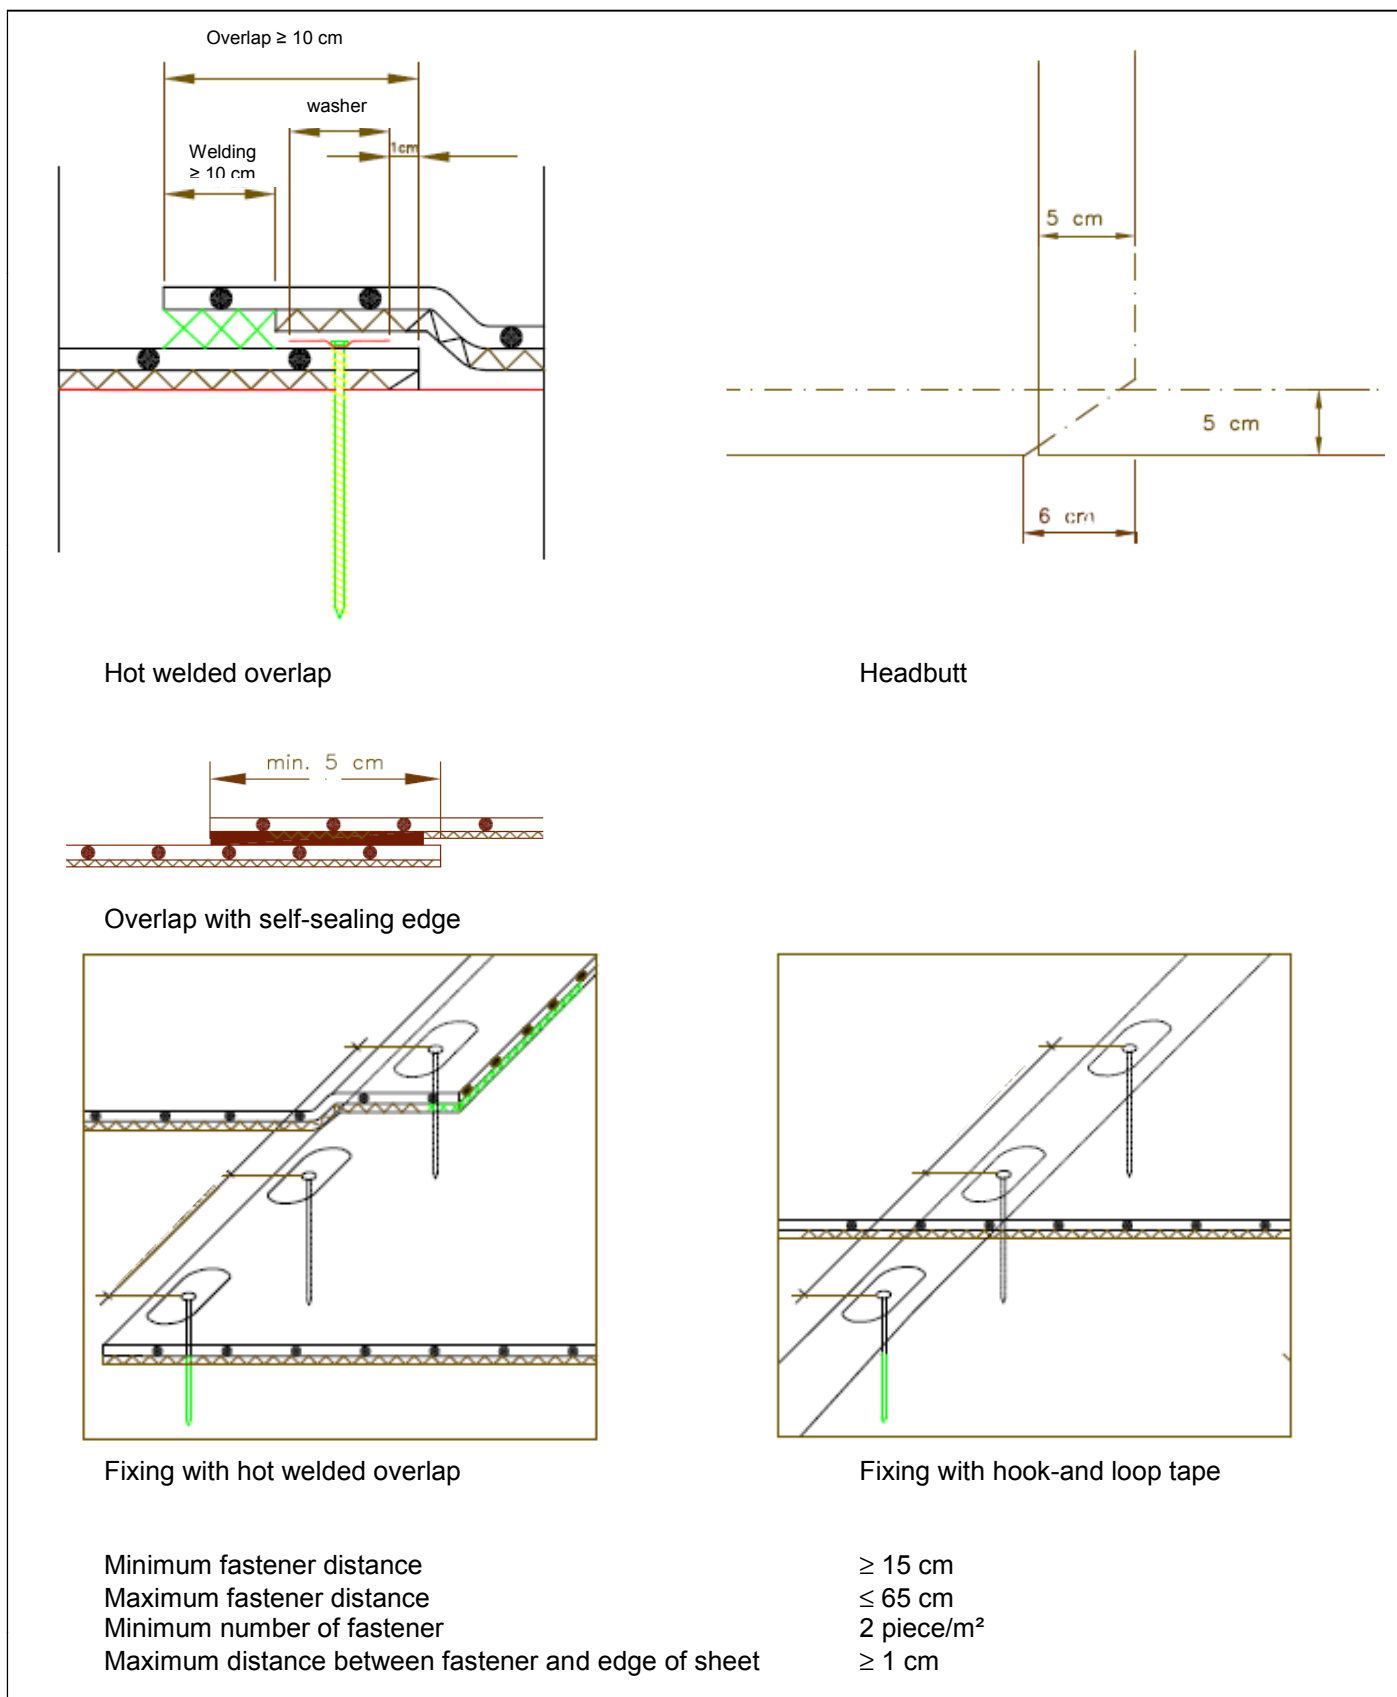 Overlap ≥ 10 cm
washer
1cm
Welding
≥ 10 cm
5 cm
5 cm
6 cm
Hot welded overlap
Headbutt
min. 5 cm
Overlap with self-sealing edge
Fixing with hot welded overlap
Fixing with hook-and loop tape
Minimum fastener distance ≥ 15 cm
Maximum fastener distance ≤ 65 cm
Minimum number of fastener 2 piece/m²
Maximum distance between fastener and edge of sheet ≥ 1 cm